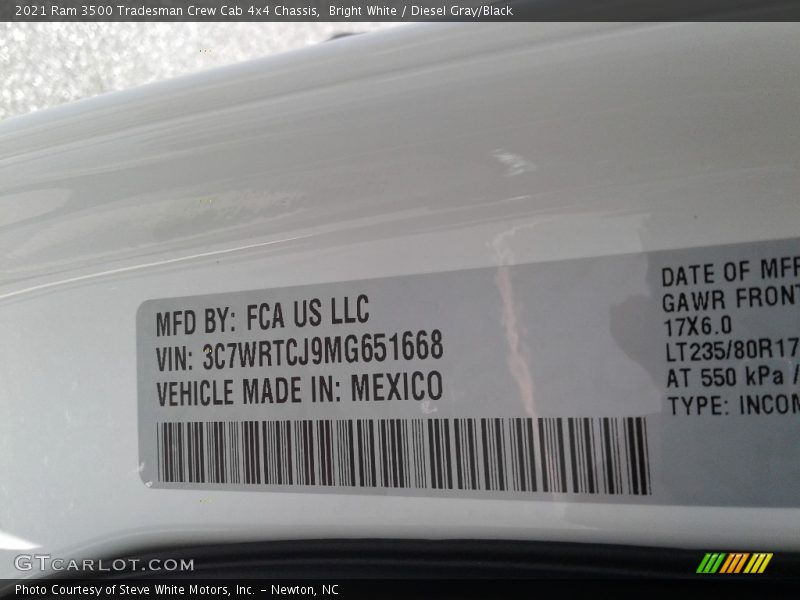 2021 Ram 3500 Tradesman Crew Cab 4x4 Chassis, Bright White / Diesel Gray/Black
MFD BY: FCA US LLC
VIN: 3C7WRTCJ9MG651668
VEHICLE MADE IN: MEXICO
DATE OF MFR
GAWR FRONT
17X6.0
LT235/80R17
AT 550 kPa /
TYPE: INCOM
GTCARLOT.COM
Photo Courtesy of Steve White Motors, Inc. – Newton, NC